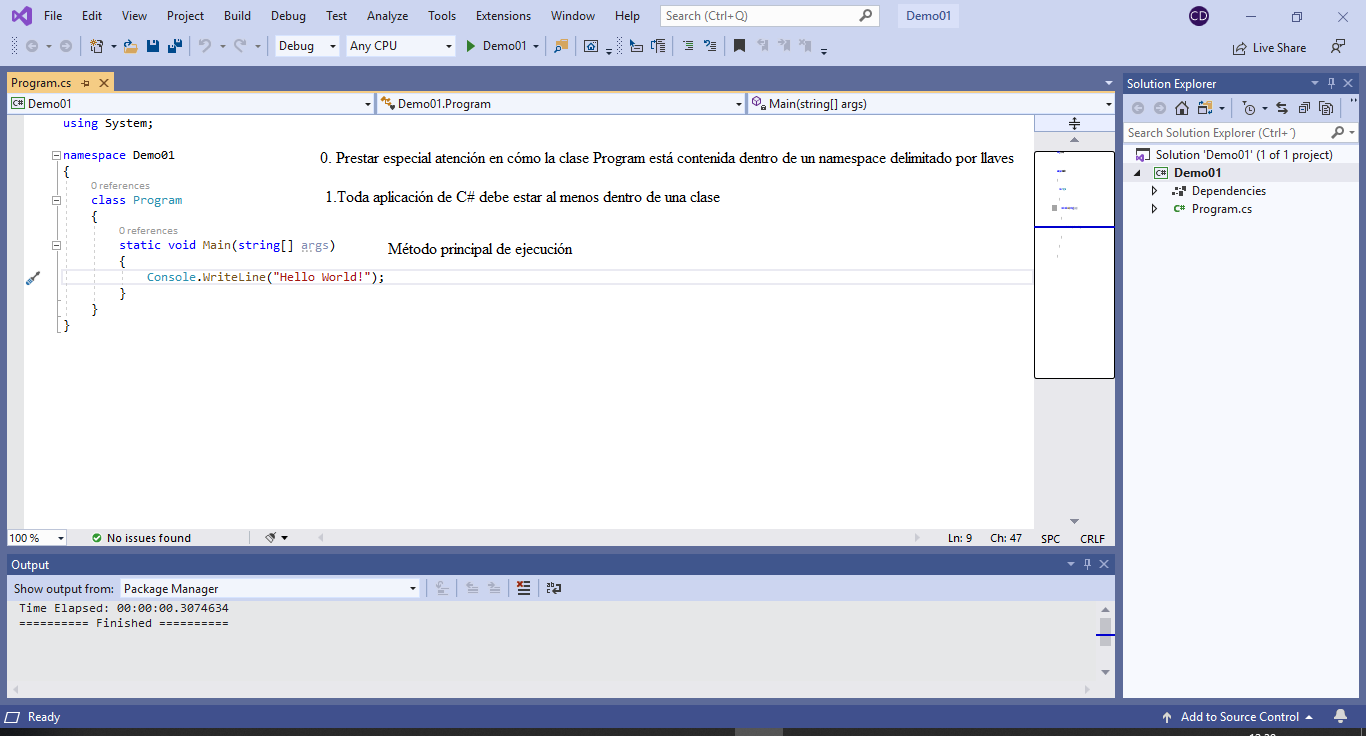 File Edit View Project Build Debug Test Analyze Tools Extensions Window Help Search (Ctrl+Q) Demo01 CD
Debug Any CPU Demo01 Live Share
Program.cs
Demo01 Demo01.Program Main(string[] args)
using System;
namespace Demo01 0. Prestar especial atención en cómo la clase Program está contenida dentro de un namespace delimitado por llaves
{
0 references
class Program 1.Toda aplicación de C# debe estar al menos dentro de una clase
{
0 references
static void Main(string[] args) Método principal de ejecución
{
Console.WriteLine("Hello World!");
}
}
}
100 % No issues found Ln: 9 Ch: 47 SPC CRLF
Output
Show output from: Package Manager
Time Elapsed: 00:00:00.3074634
========== Finished ==========
Solution Explorer
Search Solution Explorer (Ctrl+´)
Solution 'Demo01' (1 of 1 project)
C# Demo01
Dependencies
C# Program.cs
Ready Add to Source Control